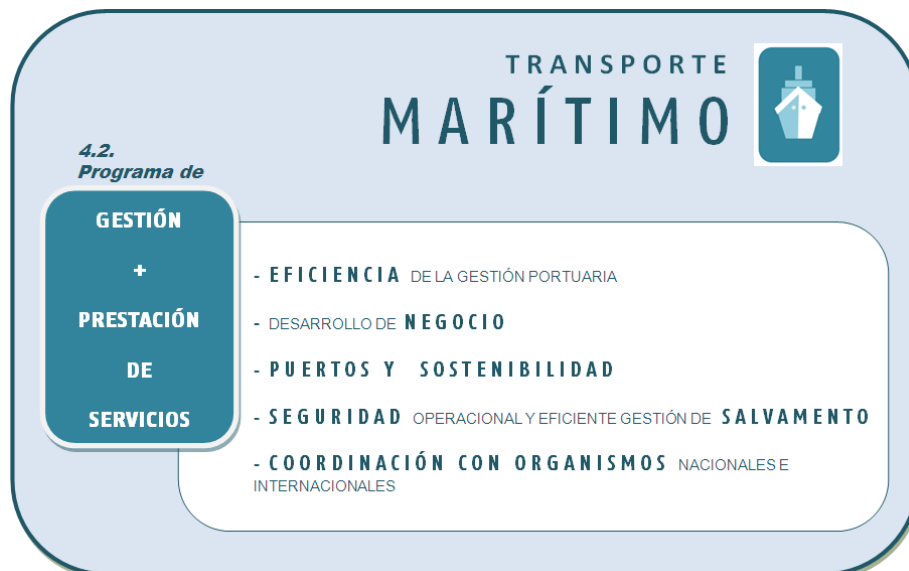 TRANSPORTE
MARÍTIMO
4.2.
Programa de
GESTIÓN
+
PRESTACIÓN
DE
SERVICIOS
- EFICIENCIA DE LA GESTIÓN PORTUARIA
- DESARROLLO DE NEGOCIO
- PUERTOS Y SOSTENIBILIDAD
- SEGURIDAD OPERACIONAL Y EFICIENTE GESTIÓN DE SALVAMENTO
- COORDINACIÓN CON ORGANISMOS NACIONALES E
INTERNACIONALES